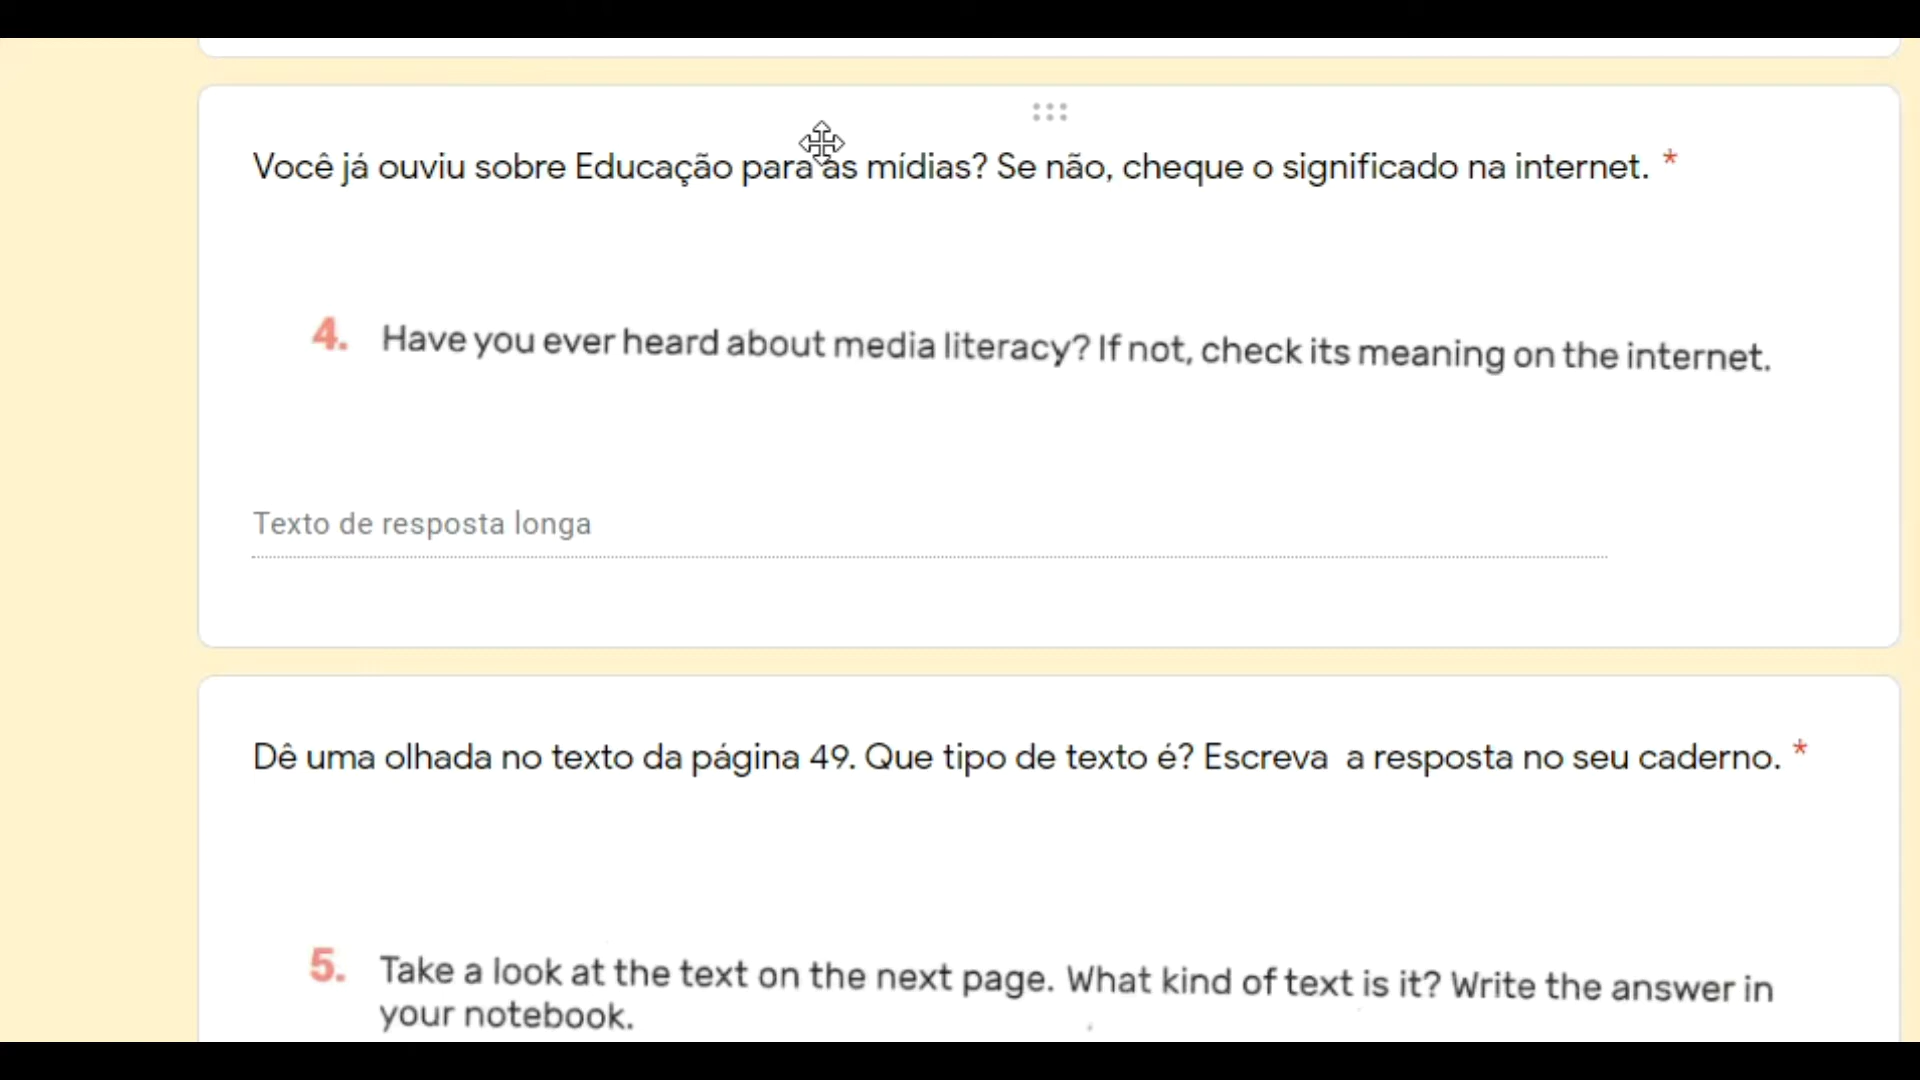 Você já ouviu sobre Educação para as mídias? Se não, cheque o significado na internet. *
4. Have you ever heard about media literacy? If not, check its meaning on the internet.
Texto de resposta longa
Dê uma olhada no texto da página 49. Que tipo de texto é? Escreva a resposta no seu caderno. *
5. Take a look at the text on the next page. What kind of text is it? Write the answer in
your notebook.